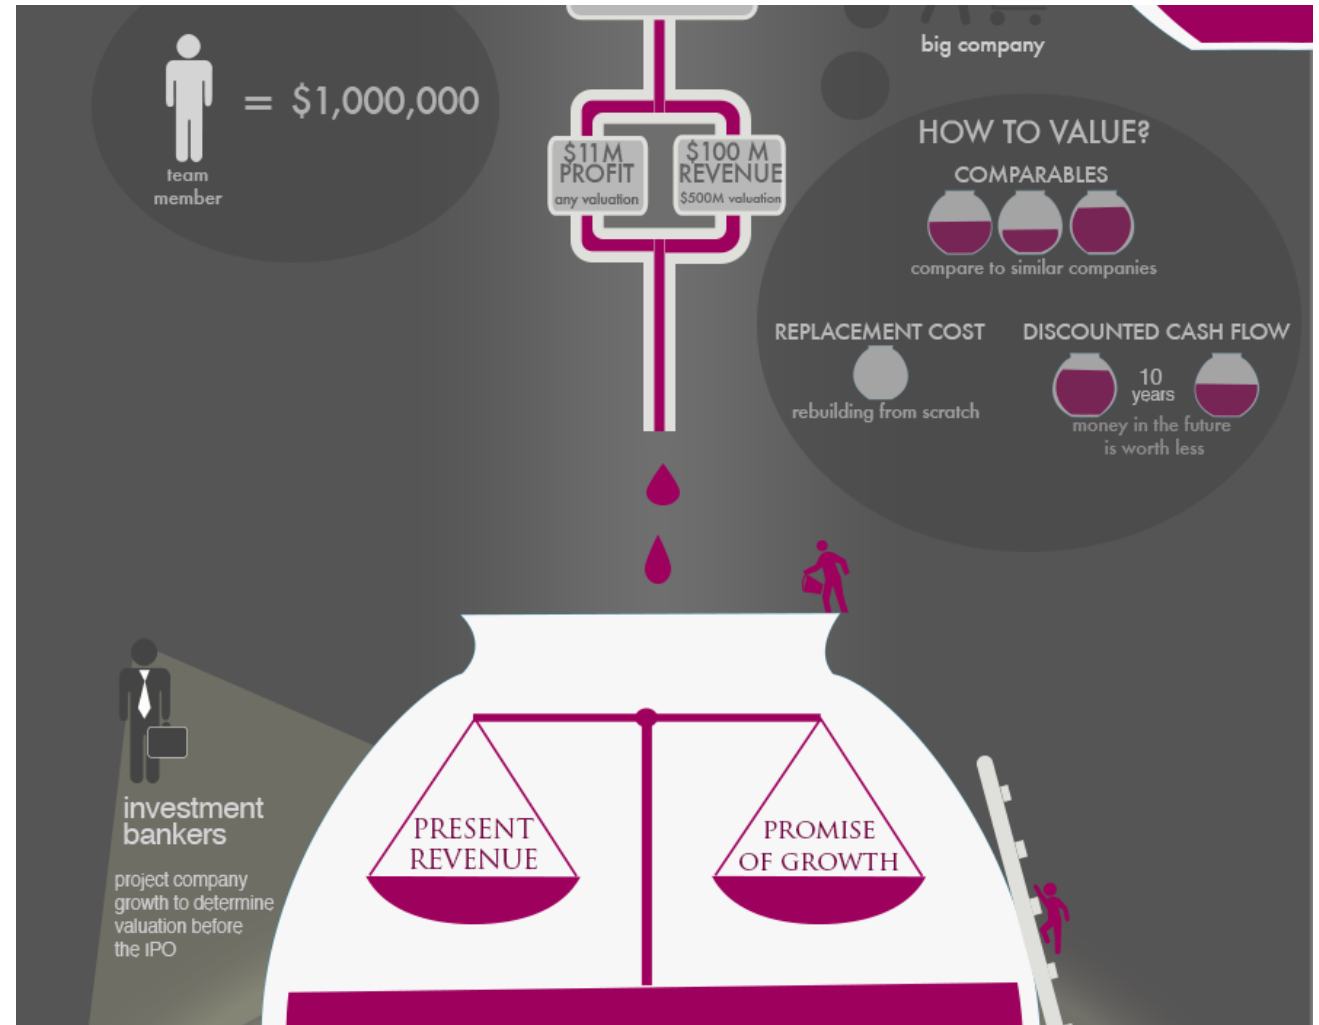 big company
= $1,000,000
team
member
$11M
PROFIT
any valuation
$100 M
REVENUE
$500M valuation
HOW TO VALUE?
COMPARABLES
compare to similar companies
REPLACEMENT COST
rebuilding from scratch
DISCOUNTED CASH FLOW
10
years
money in the future
is worth less
investment
bankers
project company
growth to determine
valuation before
the IPO
PRESENT
REVENUE
PROMISE
OF GROWTH